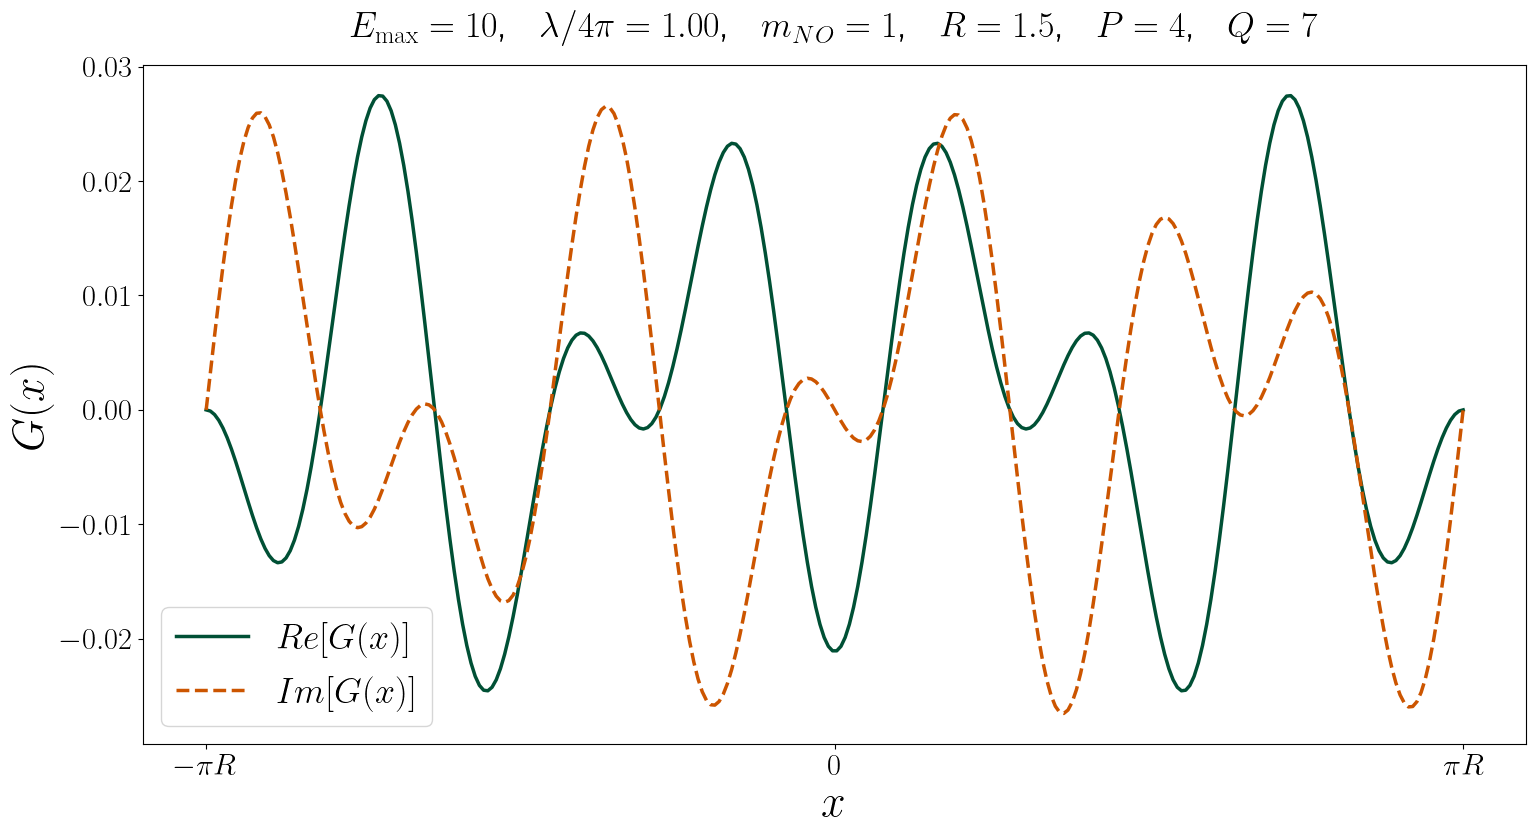 E_max = 10, λ/4π = 1.00, m_NO = 1, R = 1.5, P = 4, Q = 7
G(x)
0.03
0.02
0.01
0.00
−0.01
−0.02
Re[G(x)]
Im[G(x)]
−πR 0 πR
x